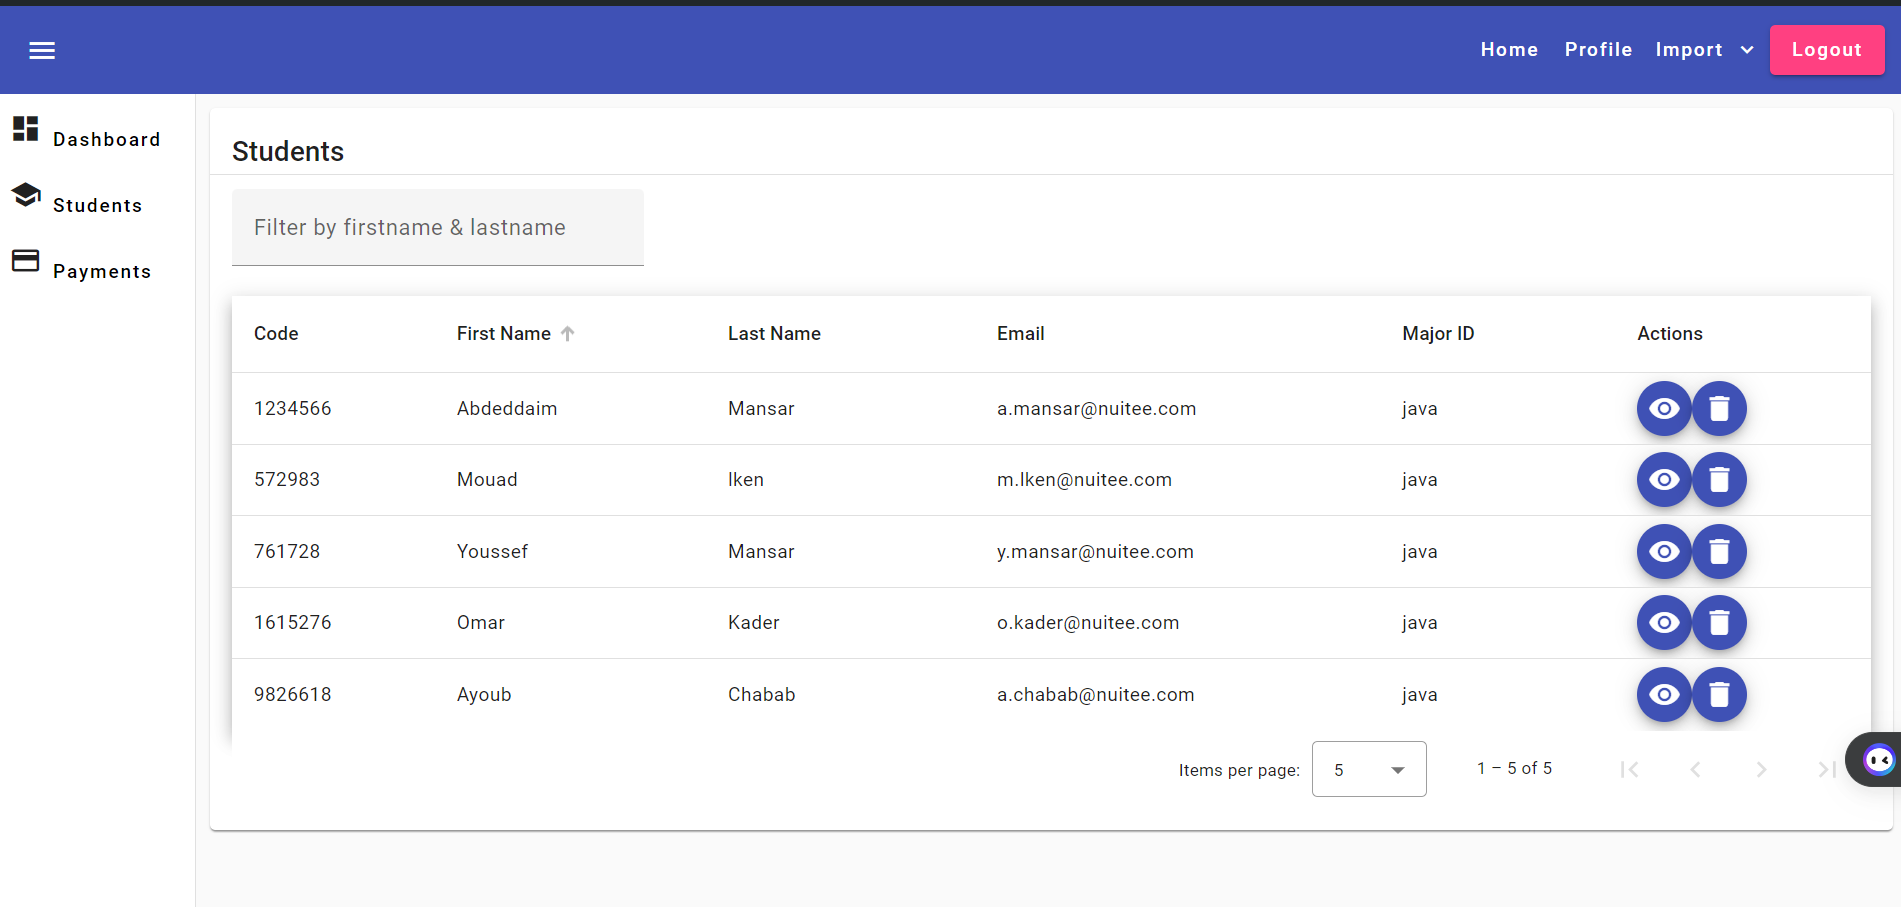 Home Profile Import Logout
Dashboard
Students
Payments
Students
Filter by firstname & lastname
Code First Name Last Name Email Major ID Actions
1234566 Abdeddaim Mansar a.mansar@nuitee.com java
572983 Mouad Iken m.Iken@nuitee.com java
761728 Youssef Mansar y.mansar@nuitee.com java
1615276 Omar Kader o.kader@nuitee.com java
9826618 Ayoub Chabab a.chabab@nuitee.com java
Items per page: 5 1 – 5 of 5